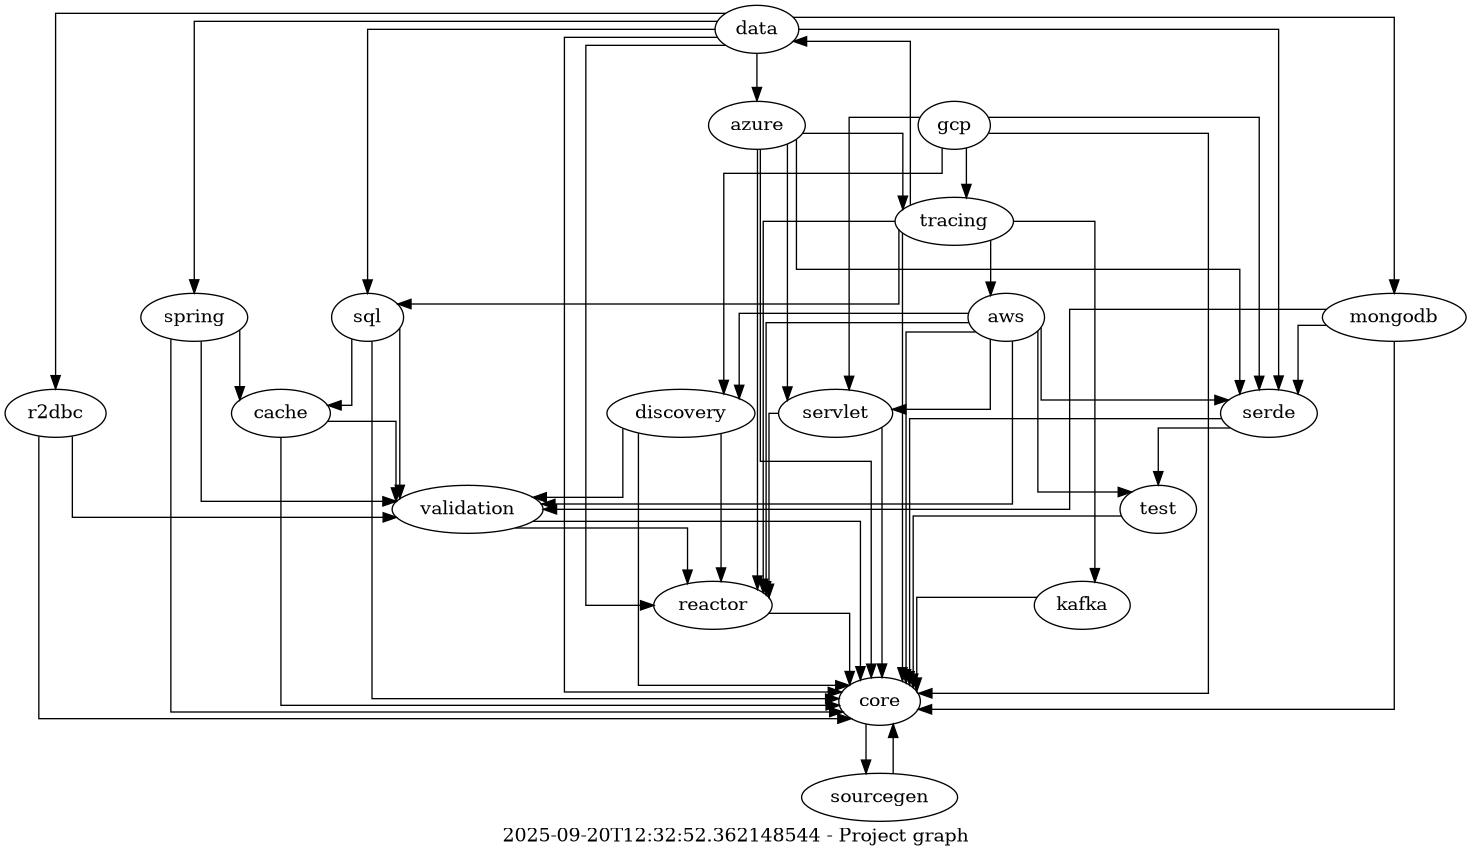 data
azure
gcp
tracing
spring
sql
aws
mongodb
r2dbc
cache
discovery
servlet
serde
validation
test
reactor
kafka
core
sourcegen
2025-09-20T12:32:52.362148544 - Project graph